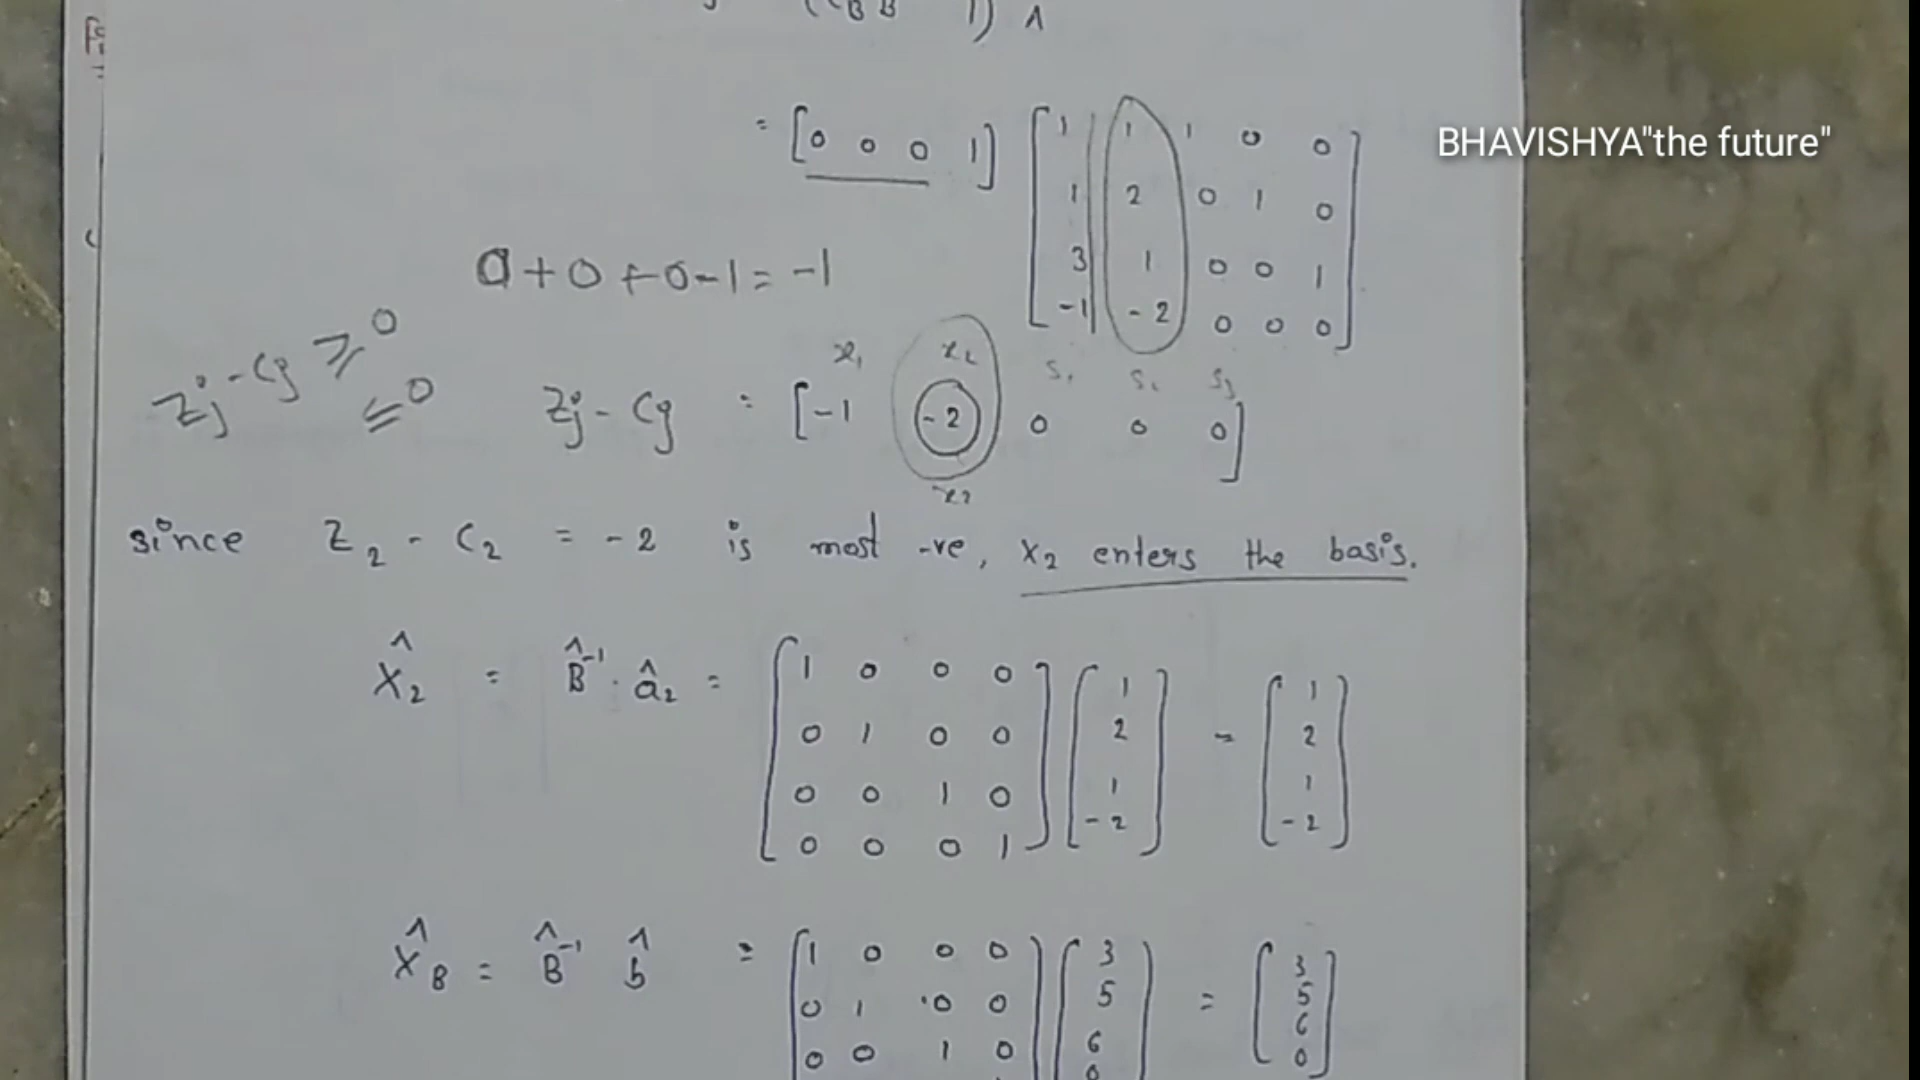 BHAVISHYA"the future"
= [0 0 0 1] [1 1 1 0 0
1 2 0 1 0
3 1 0 0 1
-1 -2 0 0 0]
0 + 0 + 0 - 1 = -1
Zj - Cj ≥ 0
≤ 0
x₁ x₂ s₁ s₂ s₃
Zj - Cj = [-1 -2 0 0 0]
x₂
since Z₂ - C₂ = -2 is most -ve, x₂ enters the basis.
X̂₂ = B̂⁻¹ . â₂ = [1 0 0 0
0 1 0 0
0 0 1 0
0 0 0 1] [1
2
1
-2] = [1
2
1
-2]
X̂B = B̂⁻¹ b̂ = [1 0 0 0
0 1 0 0
0 0 1 0
[3
5
6
0
= [3
5
6
0]